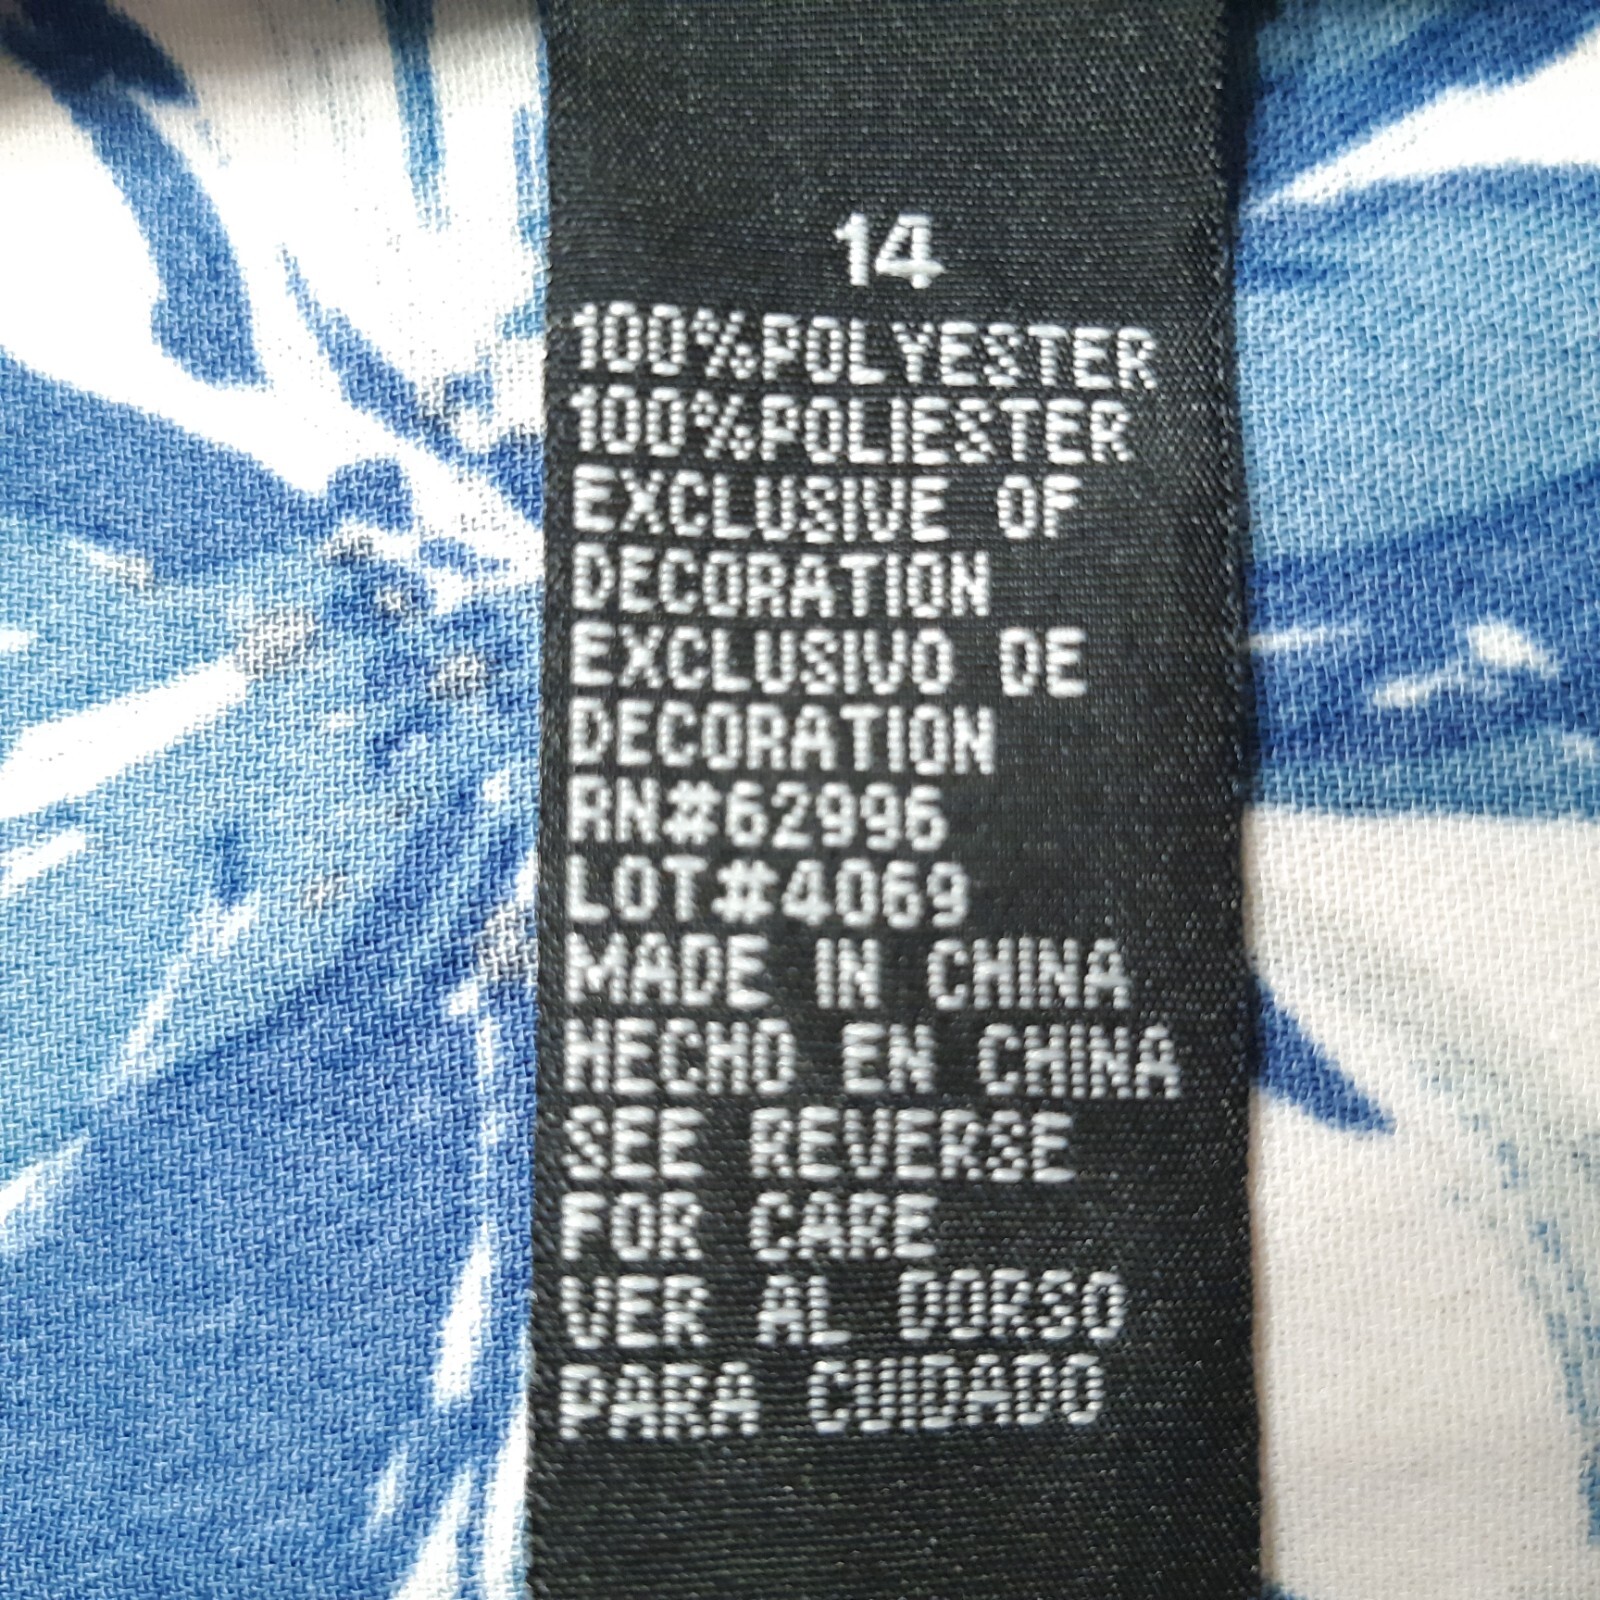 14
100%POLYESTER
100%POLIESTER
EXCLUSIVE OF
DECORATION
EXCLUSIVO DE
DECORATION
RN#62996
LOT#4069
MADE IN CHINA
HECHO EN CHINA
SEE REVERSE
FOR CARE
VER AL DORSO
PARA CUIDADO